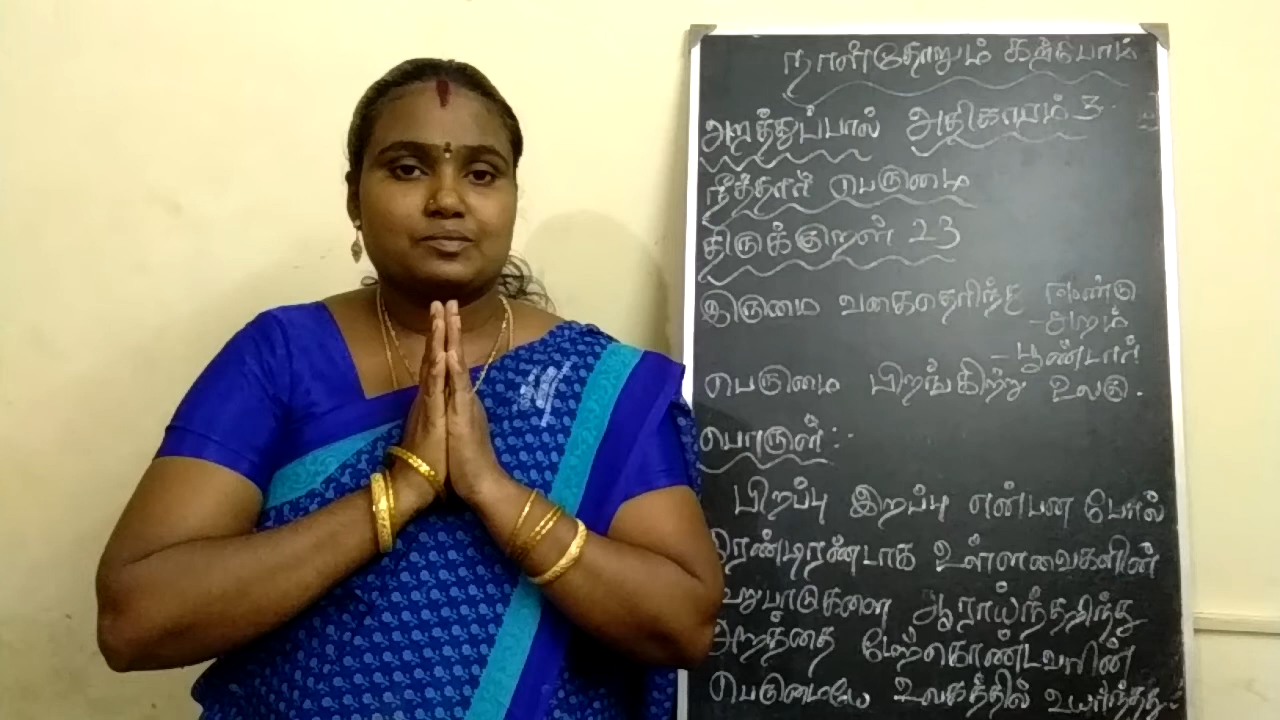 நாள்தோறும் கற்போம்
அறத்துப்பால் அதிகாரம் 3.
நீத்தார் பெருமை
திருக்குறள் 23
இருமை வகைதெரிந்து ஈண்டு
-அறம்
-பூண்டார்
பெருமை பிறங்கிற்று உலகு.
பொருள் :-
பிறப்பு இறப்பு என்பன போல்
இரண்டிரண்டாக உள்ளவைகளின்
வேறுபாடுகளை ஆராய்ந்தறிந்து
அறத்தை மேற்கொண்டவரின்
பெருமையே உலகத்தில் உயர்ந்தது.